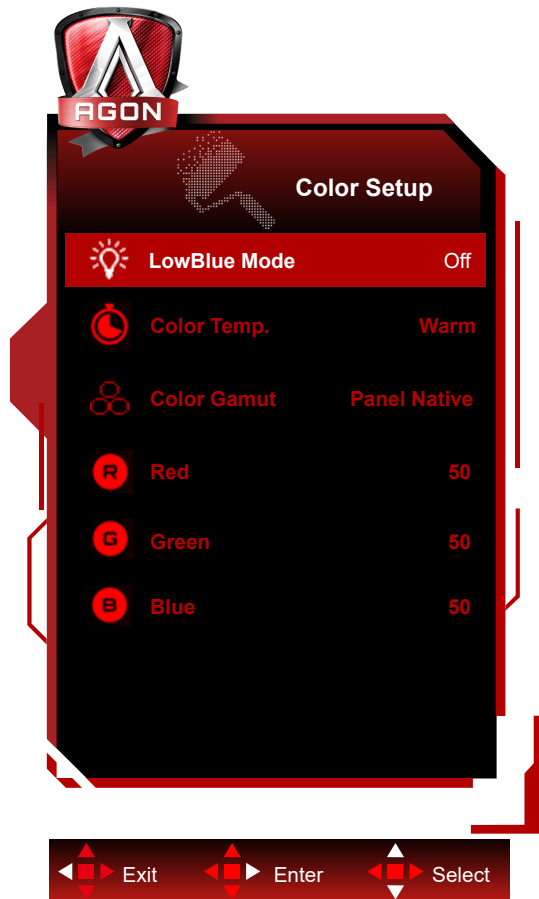 AGON
Color Setup
LowBlue Mode Off
Color Temp. Warm
Color Gamut Panel Native
R Red 50
G Green 50
B Blue 50
Exit Enter Select